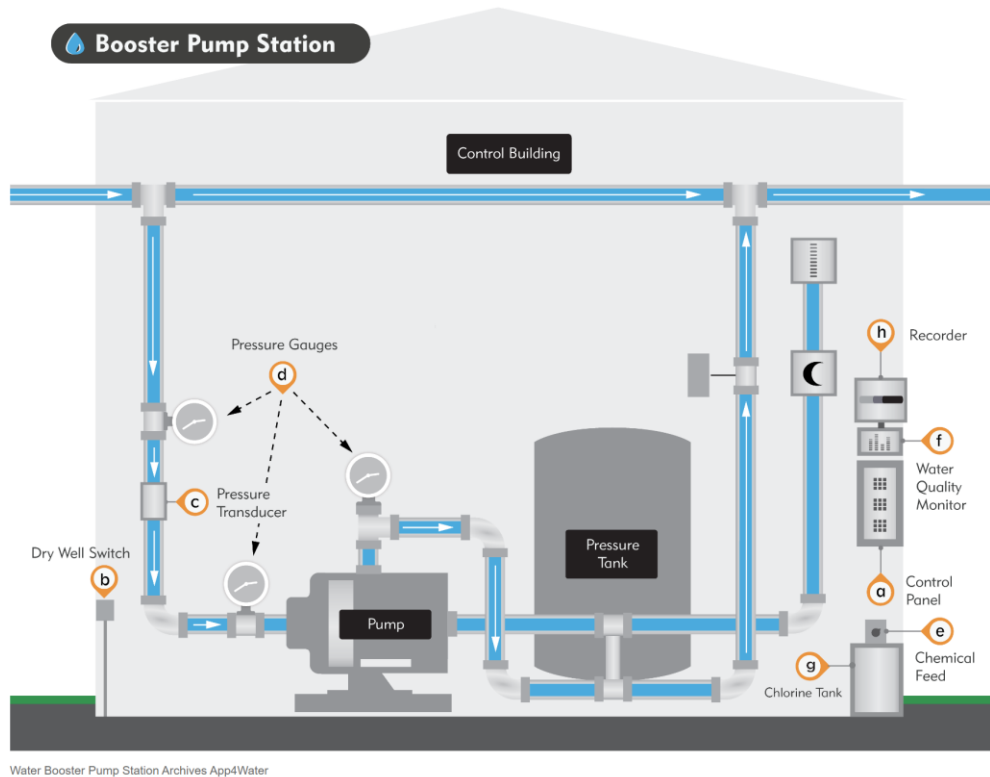 Booster Pump Station
Control Building
Pressure Gauges
d
h
Recorder
f
Water
Quality
Monitor
c
Pressure
Transducer
Dry Well Switch
b
Pressure
Tank
a
Control
Panel
Pump
e
Chemical
Feed
g
Chlorine Tank
Water Booster Pump Station Archives App4Water